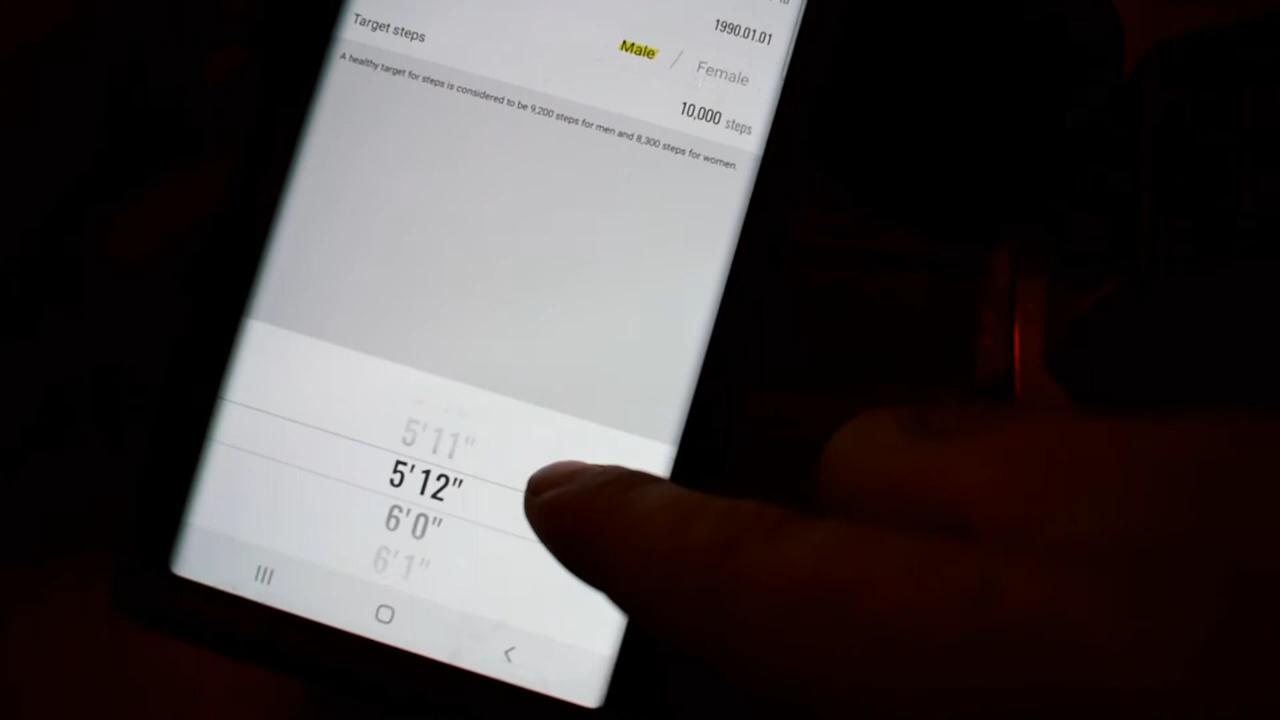 1990.01.01
Male / Female
Target steps
10,000 steps
A healthy target for steps is considered to be 9,200 steps for men and 8,300 steps for women.
5'11"
5'12"
6'0"
6'1"